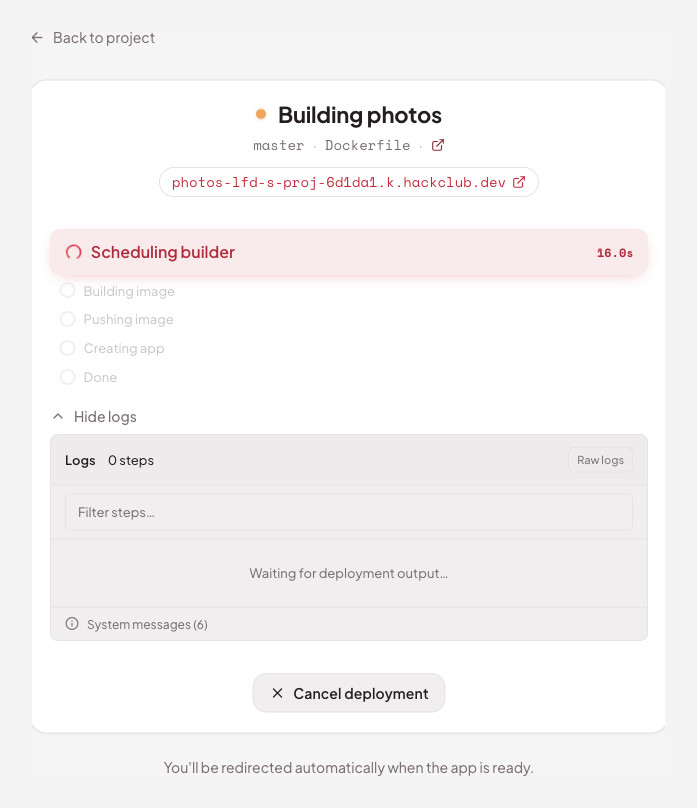 Back to project
Building photos
master · Dockerfile ·
photos-lfd-s-proj-6d1da1.k.hackclub.dev
Scheduling builder 16.0s
Building image
Pushing image
Creating app
Done
Hide logs
Logs 0 steps Raw logs
Filter steps…
Waiting for deployment output…
System messages (6)
Cancel deployment
You'll be redirected automatically when the app is ready.